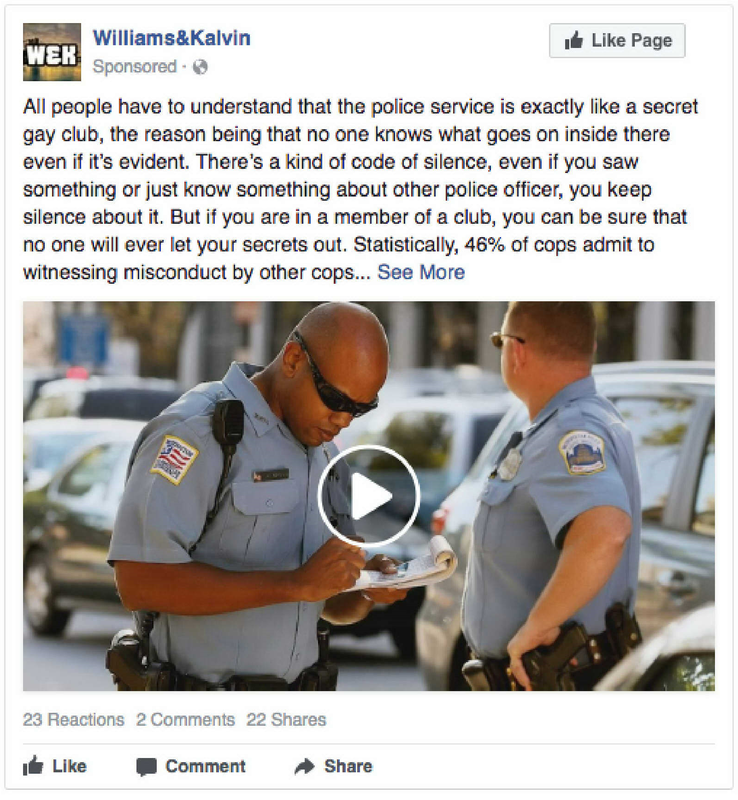 W&K
Williams&Kalvin
Like Page
Sponsored ·
All people have to understand that the police service is exactly like a secret
gay club, the reason being that no one knows what goes on inside there
even if it's evident. There's a kind of code of silence, even if you saw
something or just know something about other police officer, you keep
silence about it. But if you are in a member of a club, you can be sure that
no one will ever let your secrets out. Statistically, 46% of cops admit to
witnessing misconduct by other cops... See More
23 Reactions 2 Comments 22 Shares
Like Comment Share